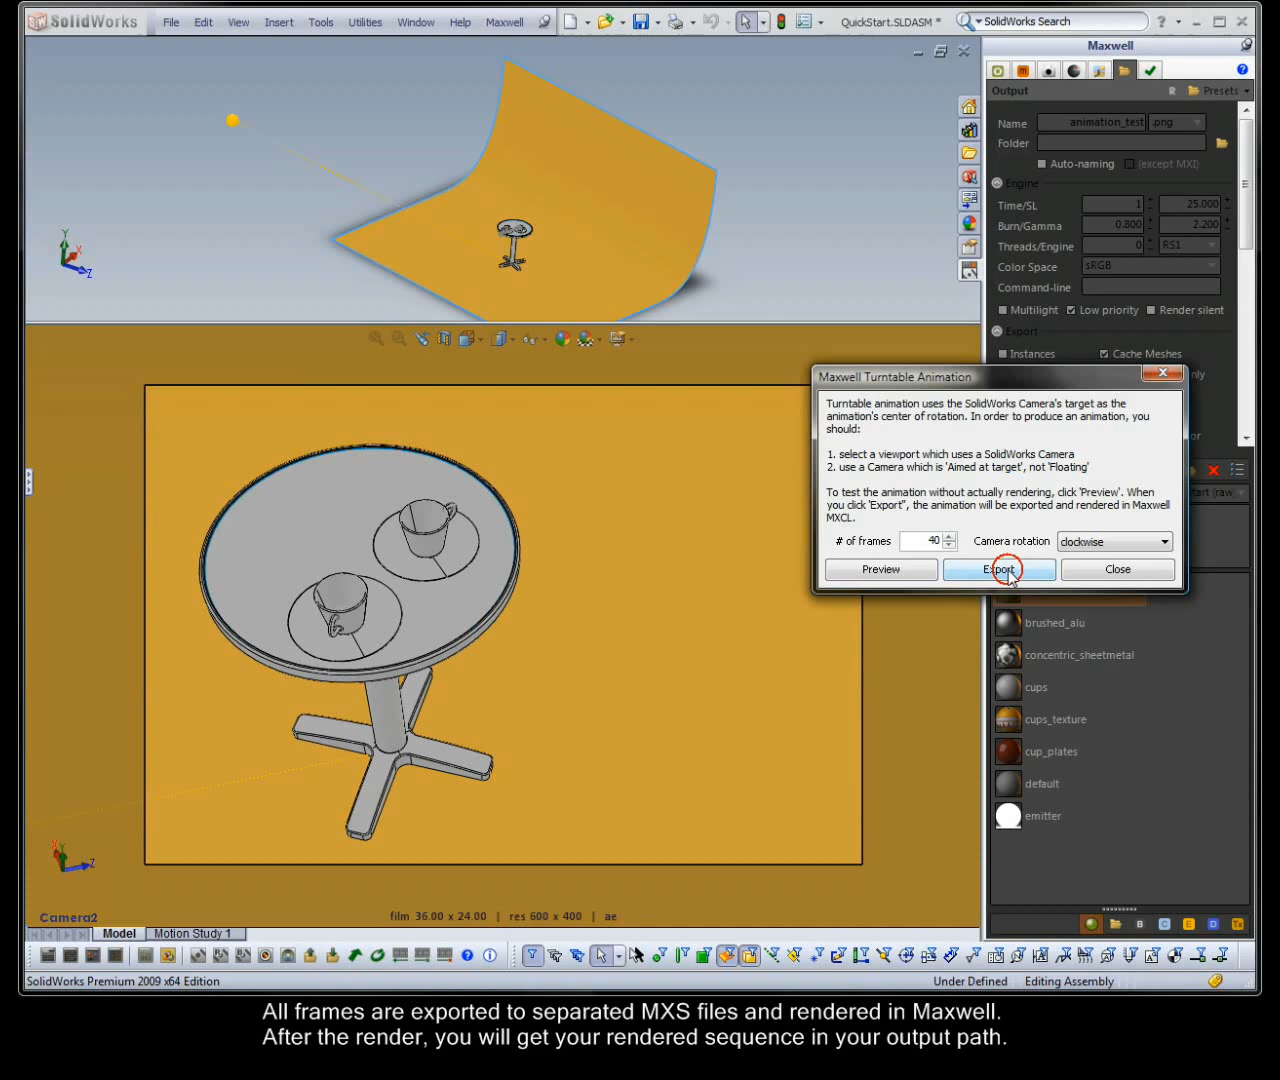 SolidWorks File Edit View Insert Tools Utilities Window Help Maxwell QuickStart.SLDASM * SolidWorks Search ?
Maxwell
Output R Presets
Name animation_test .png
Folder
Auto-naming (except MXI)
Engine
Time/SL 1 25.000
Burn/Gamma 0.800 2.200
Threads/Engine 0 RS1
Color Space sRGB
Command-line
Multilight Low priority Render silent
Export
Instances Cache Meshes
Y
X
Z
Maxwell Turntable Animation
Turntable animation uses the SolidWorks Camera's target as the
animation's center of rotation. In order to produce an animation, you
should:
1. select a viewport which uses a SolidWorks Camera
2. use a Camera which is 'Aimed at target', not 'Floating'
To test the animation without actually rendering, click 'Preview'. When
you click 'Export", the animation will be exported and rendered in Maxwell
MXCL.
# of frames 40 Camera rotation clockwise
Preview Export Close
brushed_alu
concentric_sheetmetal
cups
cups_texture
cup_plates
default
emitter
B C E D Tx
X
Z
Camera2
film 36.00 x 24.00 | res 600 x 400 | ae
Model Motion Study 1
SolidWorks Premium 2009 x64 Edition Under Defined Editing Assembly
All frames are exported to separated MXS files and rendered in Maxwell.
After the render, you will get your rendered sequence in your output path.